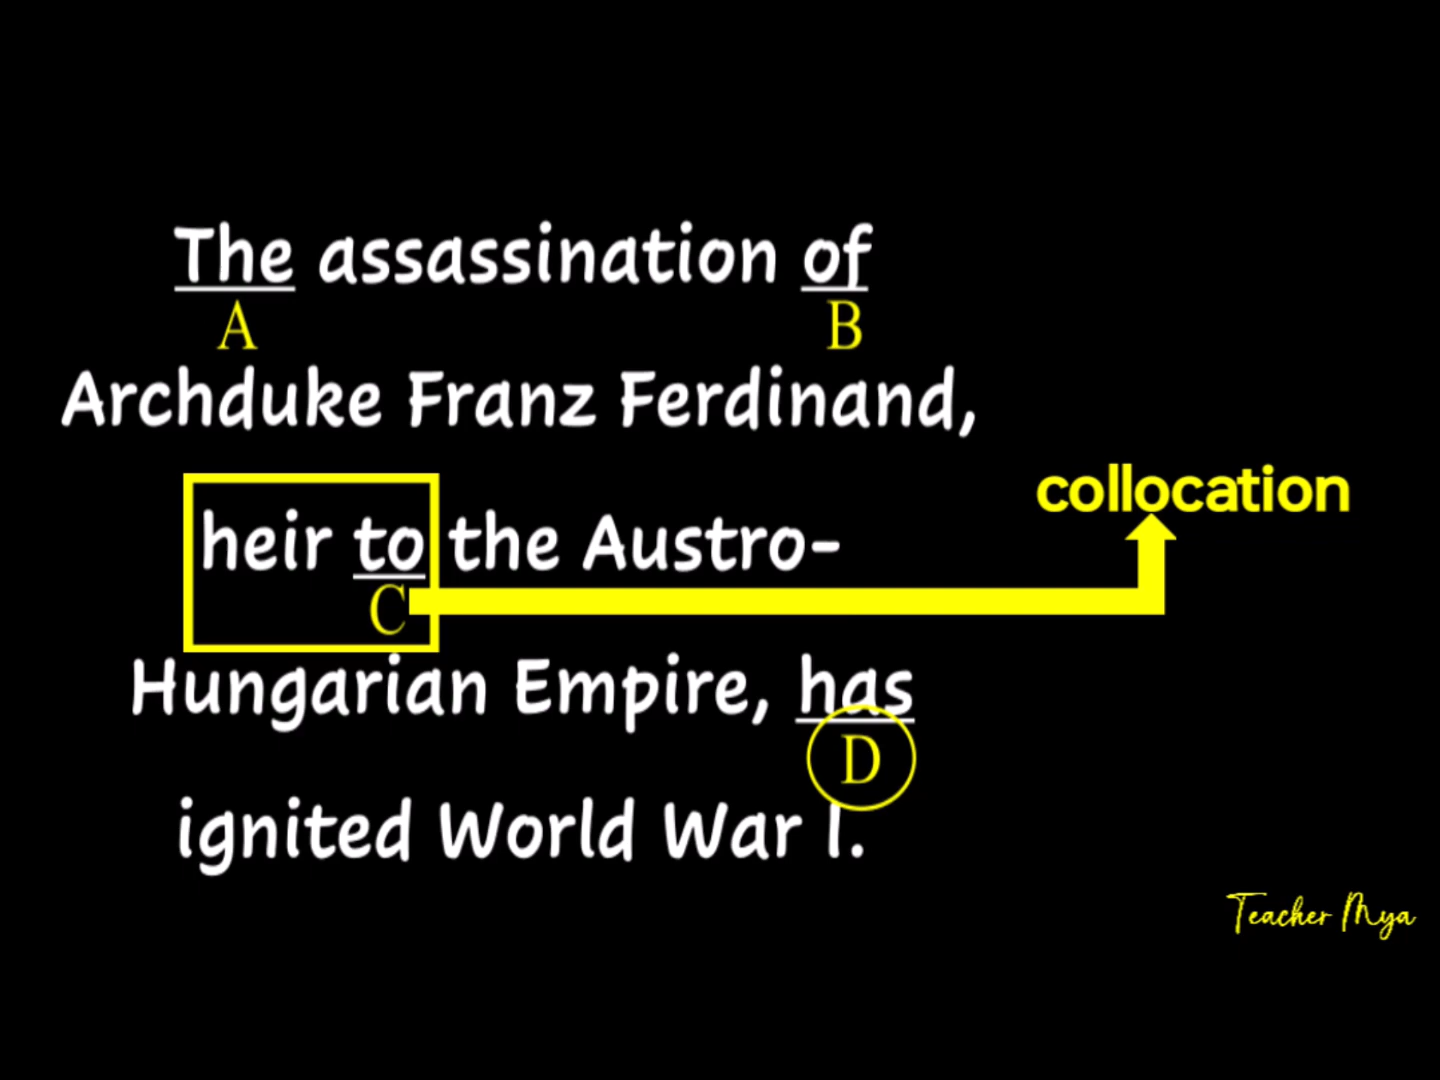 The assassination of
A B
Archduke Franz Ferdinand,
collocation
heir to the Austro-
C
Hungarian Empire, has
D
ignited World War I.
Teacher Mya